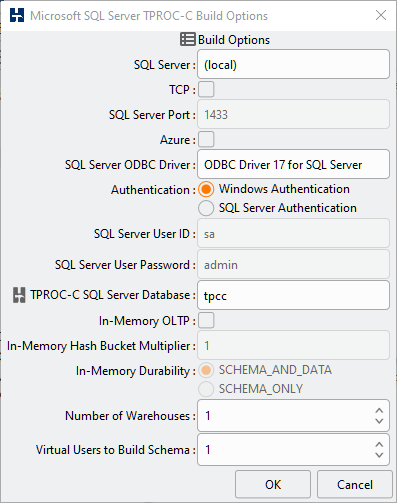 Microsoft SQL Server TPROC-C Build Options
Build Options
SQL Server : (local)
TCP :
SQL Server Port : 1433
Azure :
SQL Server ODBC Driver : ODBC Driver 17 for SQL Server
Authentication : Windows Authentication
SQL Server Authentication
SQL Server User ID : sa
SQL Server User Password : admin
TPROC-C SQL Server Database : tpcc
In-Memory OLTP :
In-Memory Hash Bucket Multiplier : 1
In-Memory Durability : SCHEMA_AND_DATA
SCHEMA_ONLY
Number of Warehouses : 1
Virtual Users to Build Schema : 1
OK Cancel